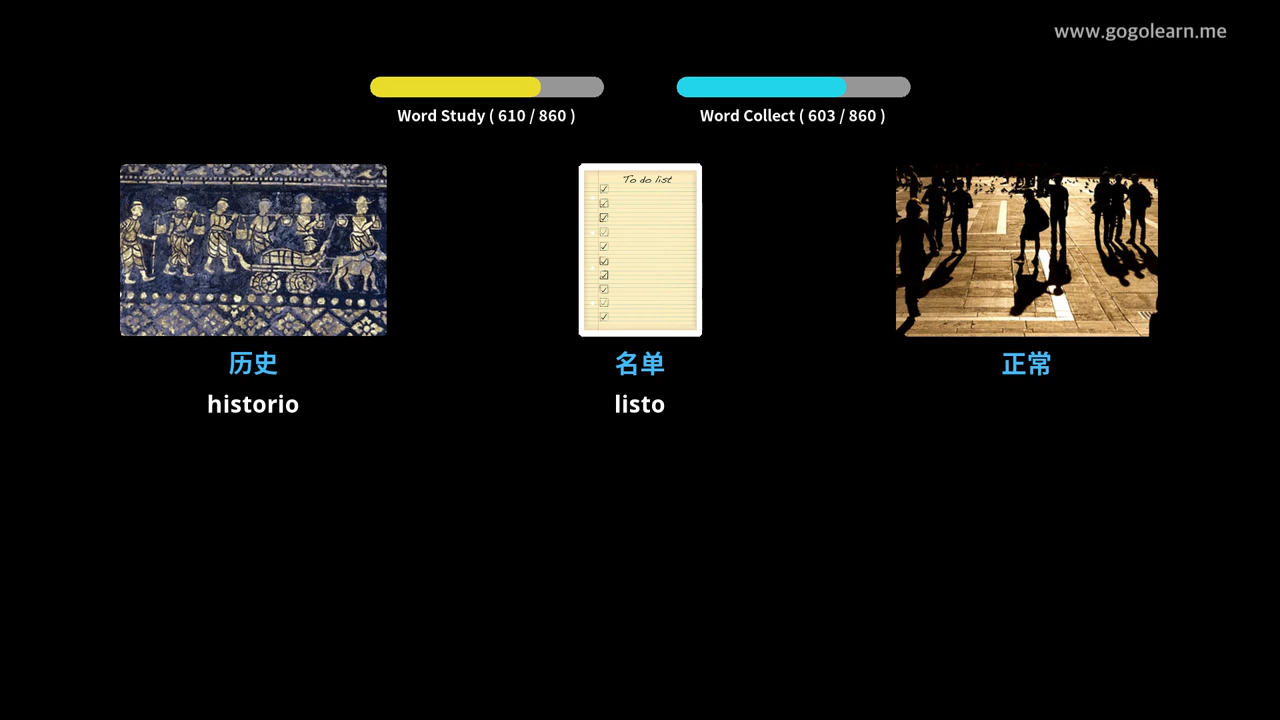 www.gogolearn.me
Word Study ( 610 / 860 )
Word Collect ( 603 / 860 )
To do list
历史
名单
正常
historio
listo